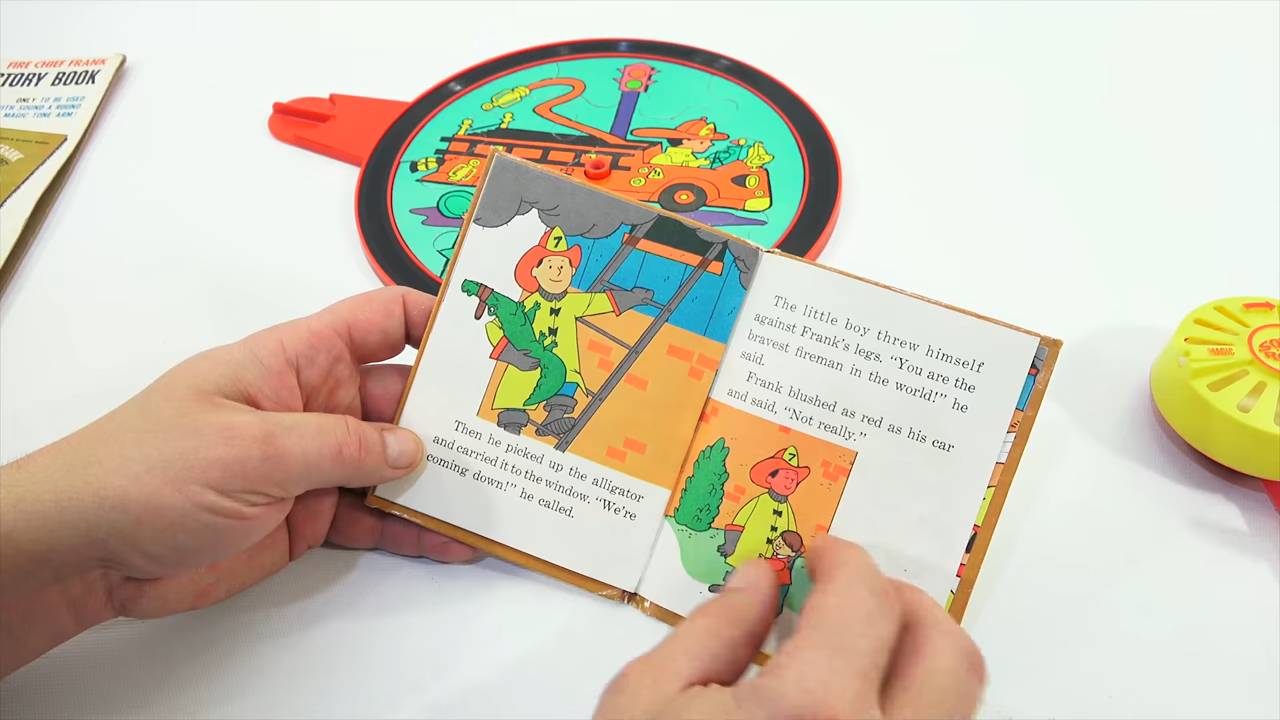 FIRE CHIEF FRANK
STORY BOOK
ONLY TO BE USED
WITH SOUND A ROUND
MAGIC TONE ARM!
7
Then he picked up the alligator
and carried it to the window. "We're
coming down!" he called.
The little boy threw himself
against Frank's legs. "You are the
bravest fireman in the world!" he
said.
Frank blushed as red as his car
and said, "Not really."
7
MAGIC